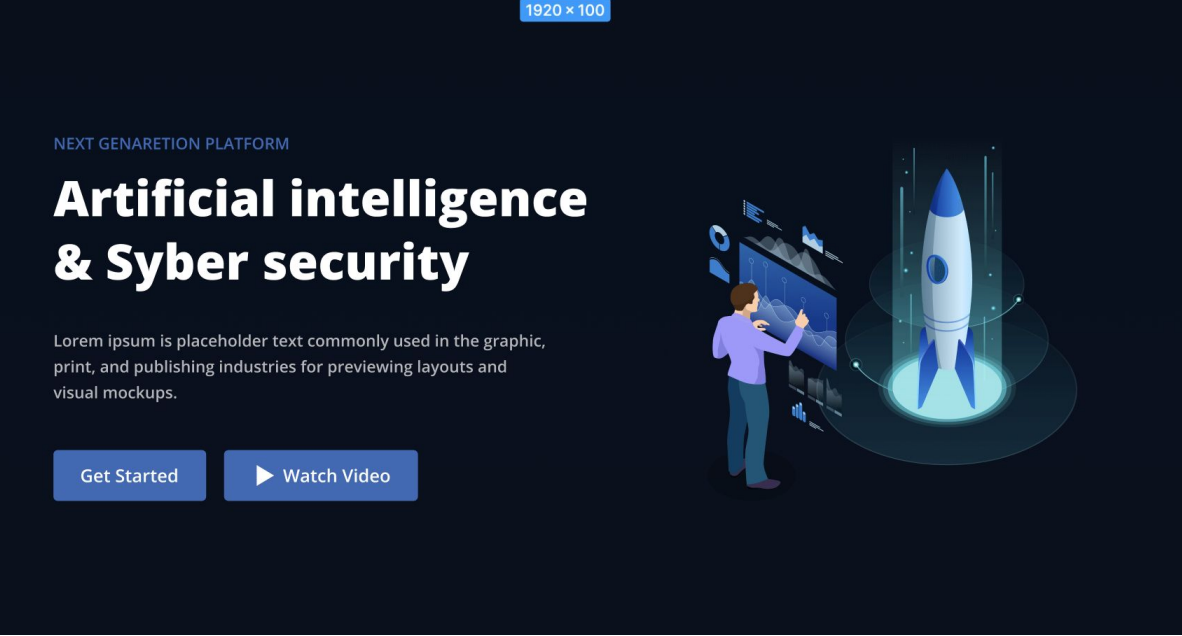 1920 × 100
NEXT GENARETION PLATFORM
Artificial intelligence
& Syber security
Lorem ipsum is placeholder text commonly used in the graphic,
print, and publishing industries for previewing layouts and
visual mockups.
Get Started
Watch Video